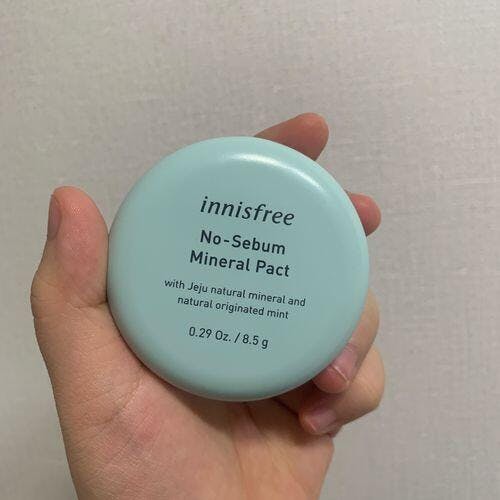 innisfree
No-Sebum
Mineral Pact
with Jeju natural mineral and
natural originated mint
0.29 Oz. / 8.5 g